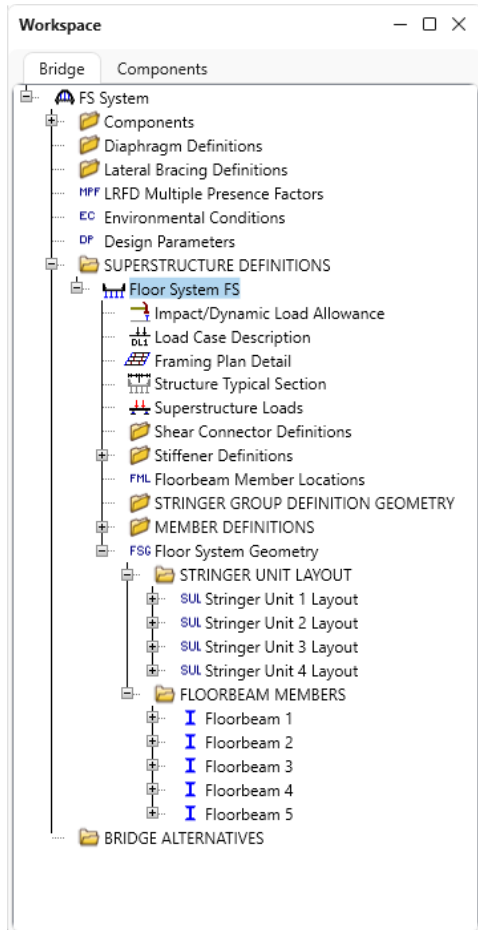 Workspace
Bridge Components
FS System
Components
Diaphragm Definitions
Lateral Bracing Definitions
MPF LRFD Multiple Presence Factors
EC Environmental Conditions
DP Design Parameters
SUPERSTRUCTURE DEFINITIONS
Floor System FS
Impact/Dynamic Load Allowance
DL1 Load Case Description
Framing Plan Detail
Structure Typical Section
Superstructure Loads
Shear Connector Definitions
Stiffener Definitions
FML Floorbeam Member Locations
STRINGER GROUP DEFINITION GEOMETRY
MEMBER DEFINITIONS
FSG Floor System Geometry
STRINGER UNIT LAYOUT
SUL Stringer Unit 1 Layout
SUL Stringer Unit 2 Layout
SUL Stringer Unit 3 Layout
SUL Stringer Unit 4 Layout
FLOORBEAM MEMBERS
Floorbeam 1
Floorbeam 2
Floorbeam 3
Floorbeam 4
Floorbeam 5
BRIDGE ALTERNATIVES